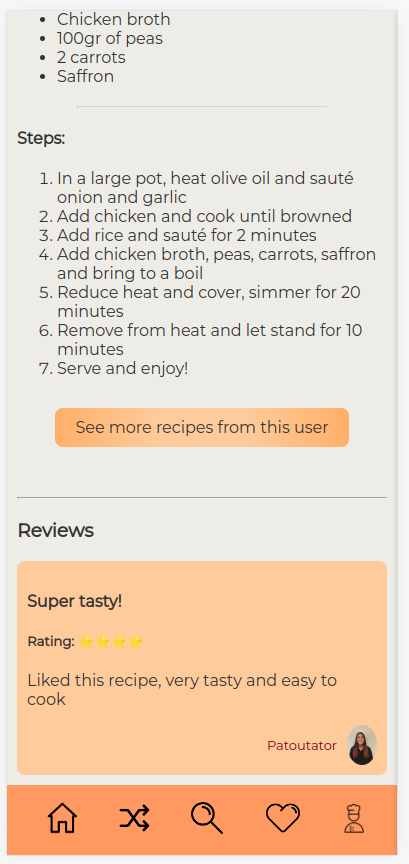 • Chicken broth
• 100gr of peas
• 2 carrots
• Saffron
Steps:
1. In a large pot, heat olive oil and sauté
onion and garlic
2. Add chicken and cook until browned
3. Add rice and sauté for 2 minutes
4. Add chicken broth, peas, carrots, saffron
and bring to a boil
5. Reduce heat and cover, simmer for 20
minutes
6. Remove from heat and let stand for 10
minutes
7. Serve and enjoy!
See more recipes from this user
Reviews
Super tasty!
Rating: ⭐⭐⭐⭐
Liked this recipe, very tasty and easy to
cook
Patoutator